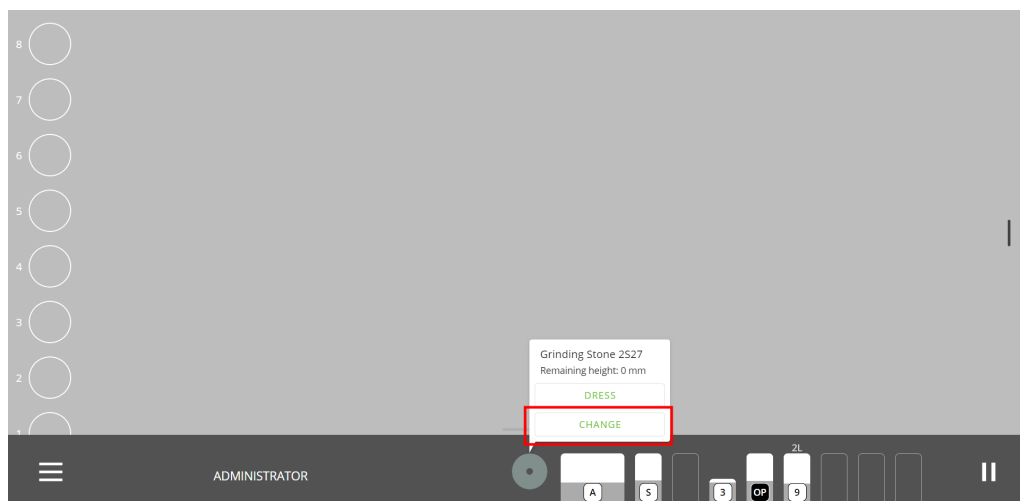 8
7
6
5
4
3
2
1
Grinding Stone 2S27
Remaining height: 0 mm
DRESS
CHANGE
2L
ADMINISTRATOR
A
S
3
OP
9